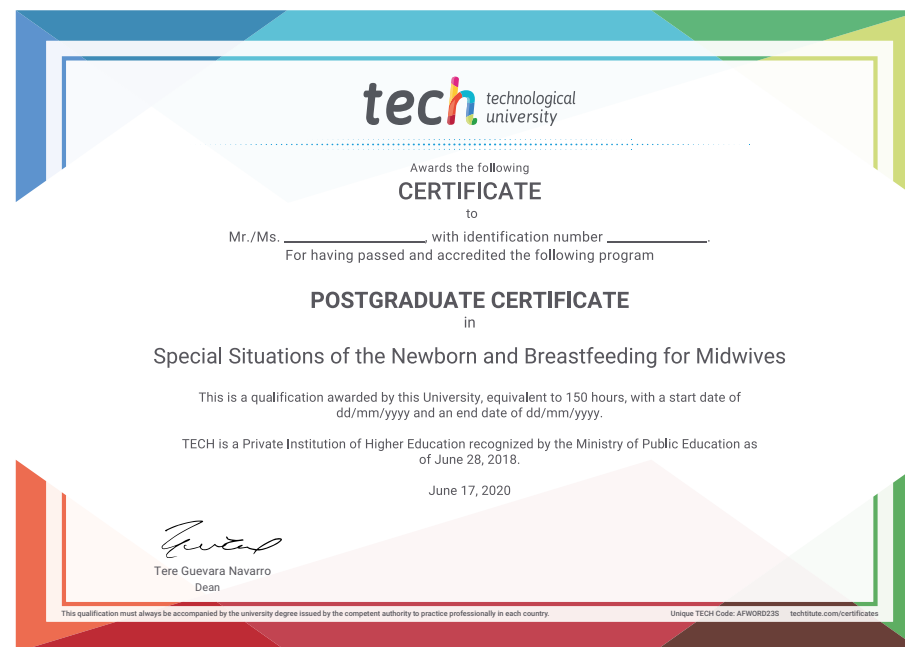 tech technological
university
Awards the following
CERTIFICATE
to
Mr./Ms. ____________________, with identification number ______________.
For having passed and accredited the following program
POSTGRADUATE CERTIFICATE
in
Special Situations of the Newborn and Breastfeeding for Midwives
This is a qualification awarded by this University, equivalent to 150 hours, with a start date of
dd/mm/yyyy and an end date of dd/mm/yyyy.
TECH is a Private Institution of Higher Education recognized by the Ministry of Public Education as
of June 28, 2018.
June 17, 2020
Tere Guevara Navarro
Dean
This qualification must always be accompanied by the university degree issued by the competent authority to practice professionally in each country.
Unique TECH Code: AFWORD23S techtitute.com/certificates